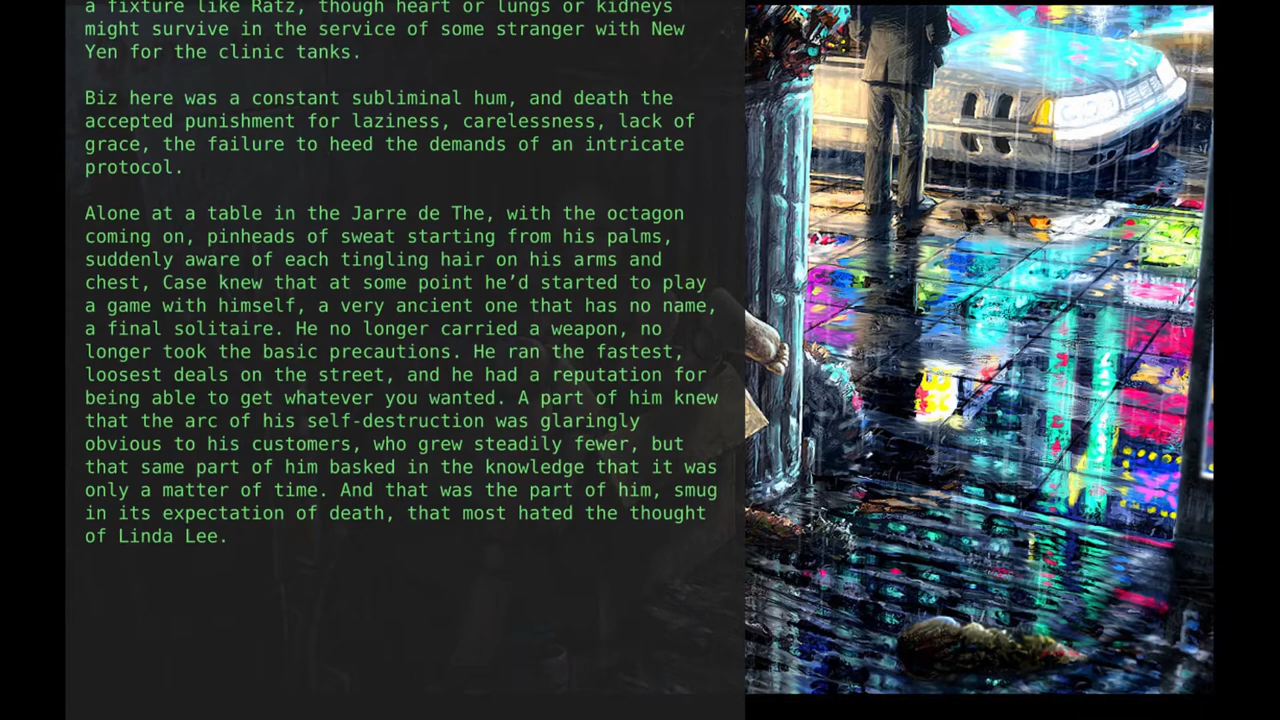 a fixture like Ratz, though heart or lungs or kidneys
might survive in the service of some stranger with New
Yen for the clinic tanks.
Biz here was a constant subliminal hum, and death the
accepted punishment for laziness, carelessness, lack of
grace, the failure to heed the demands of an intricate
protocol.
Alone at a table in the Jarre de The, with the octagon
coming on, pinheads of sweat starting from his palms,
suddenly aware of each tingling hair on his arms and
chest, Case knew that at some point he’d started to play
a game with himself, a very ancient one that has no name,
a final solitaire. He no longer carried a weapon, no
longer took the basic precautions. He ran the fastest,
loosest deals on the street, and he had a reputation for
being able to get whatever you wanted. A part of him knew
that the arc of his self-destruction was glaringly
obvious to his customers, who grew steadily fewer, but
that same part of him basked in the knowledge that it was
only a matter of time. And that was the part of him, smug
in its expectation of death, that most hated the thought
of Linda Lee.